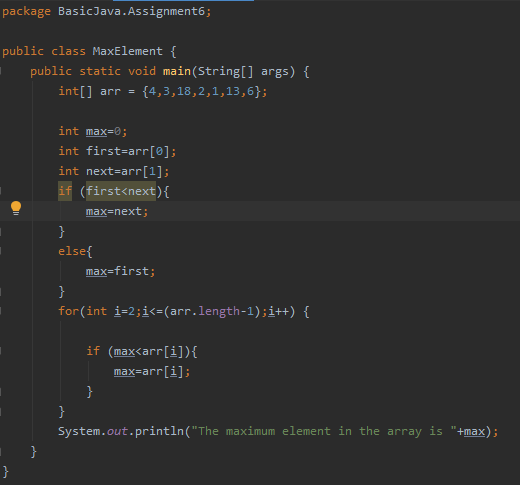 package BasicJava.Assignment6;
public class MaxElement {
public static void main(String[] args) {
int[] arr = {4,3,18,2,1,13,6};
int max=0;
int first=arr[0];
int next=arr[1];
if (first<next){
max=next;
}
else{
max=first;
}
for(int i=2;i<=(arr.length-1);i++) {
if (max<arr[i]){
max=arr[i];
}
}
System.out.println("The maximum element in the array is "+max);
}
}